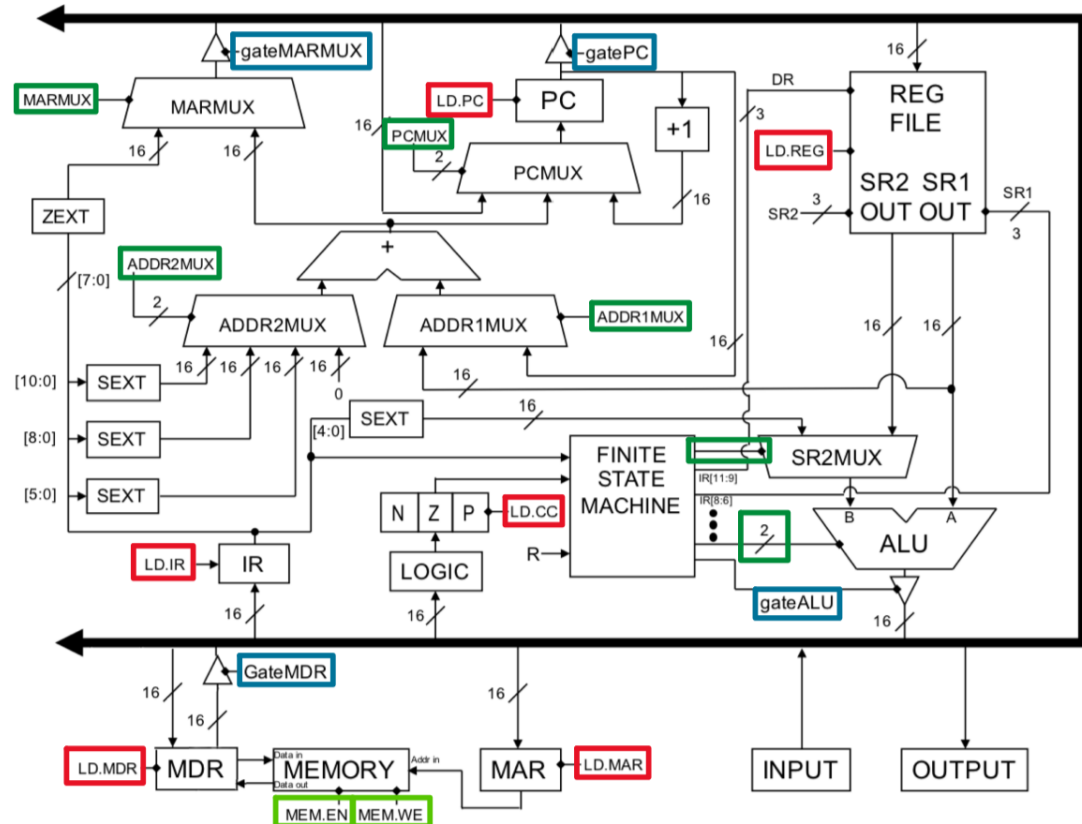 gateMARMUX
gatePC
16
DR
MARMUX
MARMUX
LD.PC
PC
REG
FILE
3
16
PCMUX
+1
LD.REG
16
16
2
PCMUX
16
SR2 SR1
OUT OUT
ZEXT
SR2
3
SR1
3
+
ADDR2MUX
[7:0]
2
ADDR2MUX
ADDR1MUX
ADDR1MUX
16
16
16
16
16
16
16
[10:0]
SEXT
16
0
SEXT
16
[4:0]
[8:0]
SEXT
FINITE
STATE
MACHINE
SR2MUX
IR[11:9]
[5:0]
SEXT
N Z P
LD.CC
IR[8:6]
B
A
2
ALU
LD.IR
IR
LOGIC
R
gateALU
16
16
16
GateMDR
16
16
16
LD.MDR
MDR
Data in
MEMORY
Data out
Addr in
MAR
LD.MAR
INPUT
OUTPUT
MEM.EN
MEM.WE